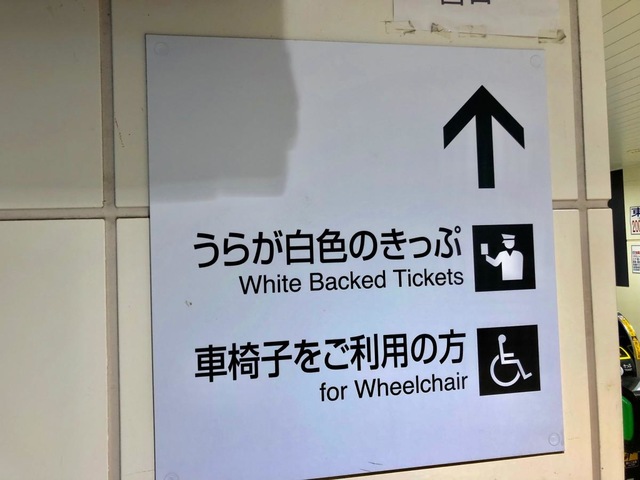 うらが白色のきっぷ
White Backed Tickets
車椅子をご利用の方
for Wheelchair